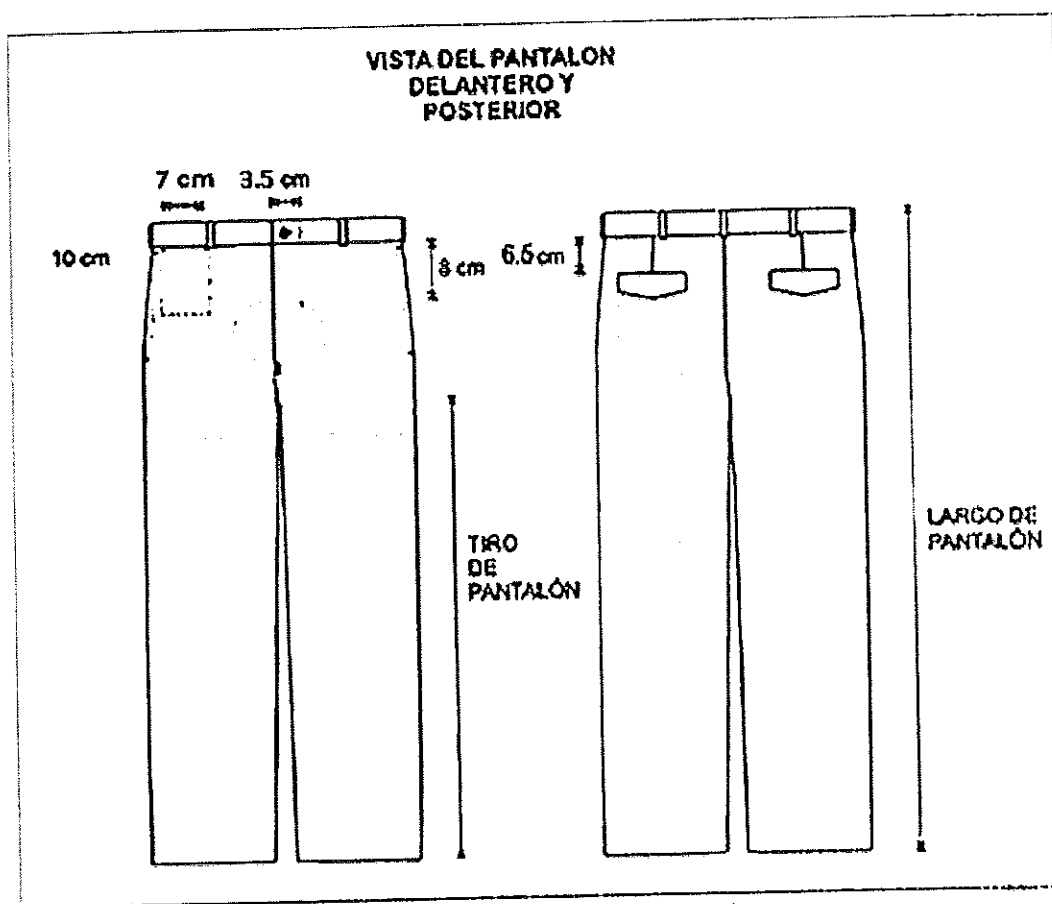 VISTA DEL PANTALON
DELANTERO Y
POSTERIOR
7 cm 3.5 cm
10 cm
8 cm
6.5 cm
TIRO
DE
PANTALÓN
LARGO DE
PANTALÓN